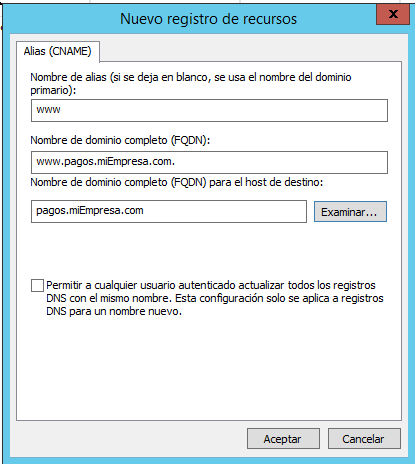 Nuevo registro de recursos
x
Alias (CNAME)
Nombre de alias (si se deja en blanco, se usa el nombre del dominio
primario):
www
Nombre de dominio completo (FQDN):
www.pagos.miEmpresa.com.
Nombre de dominio completo (FQDN) para el host de destino:
pagos.miEmpresa.com
Examinar...
Permitir a cualquier usuario autenticado actualizar todos los registros
DNS con el mismo nombre. Esta configuración solo se aplica a registros
DNS para un nombre nuevo.
Aceptar
Cancelar